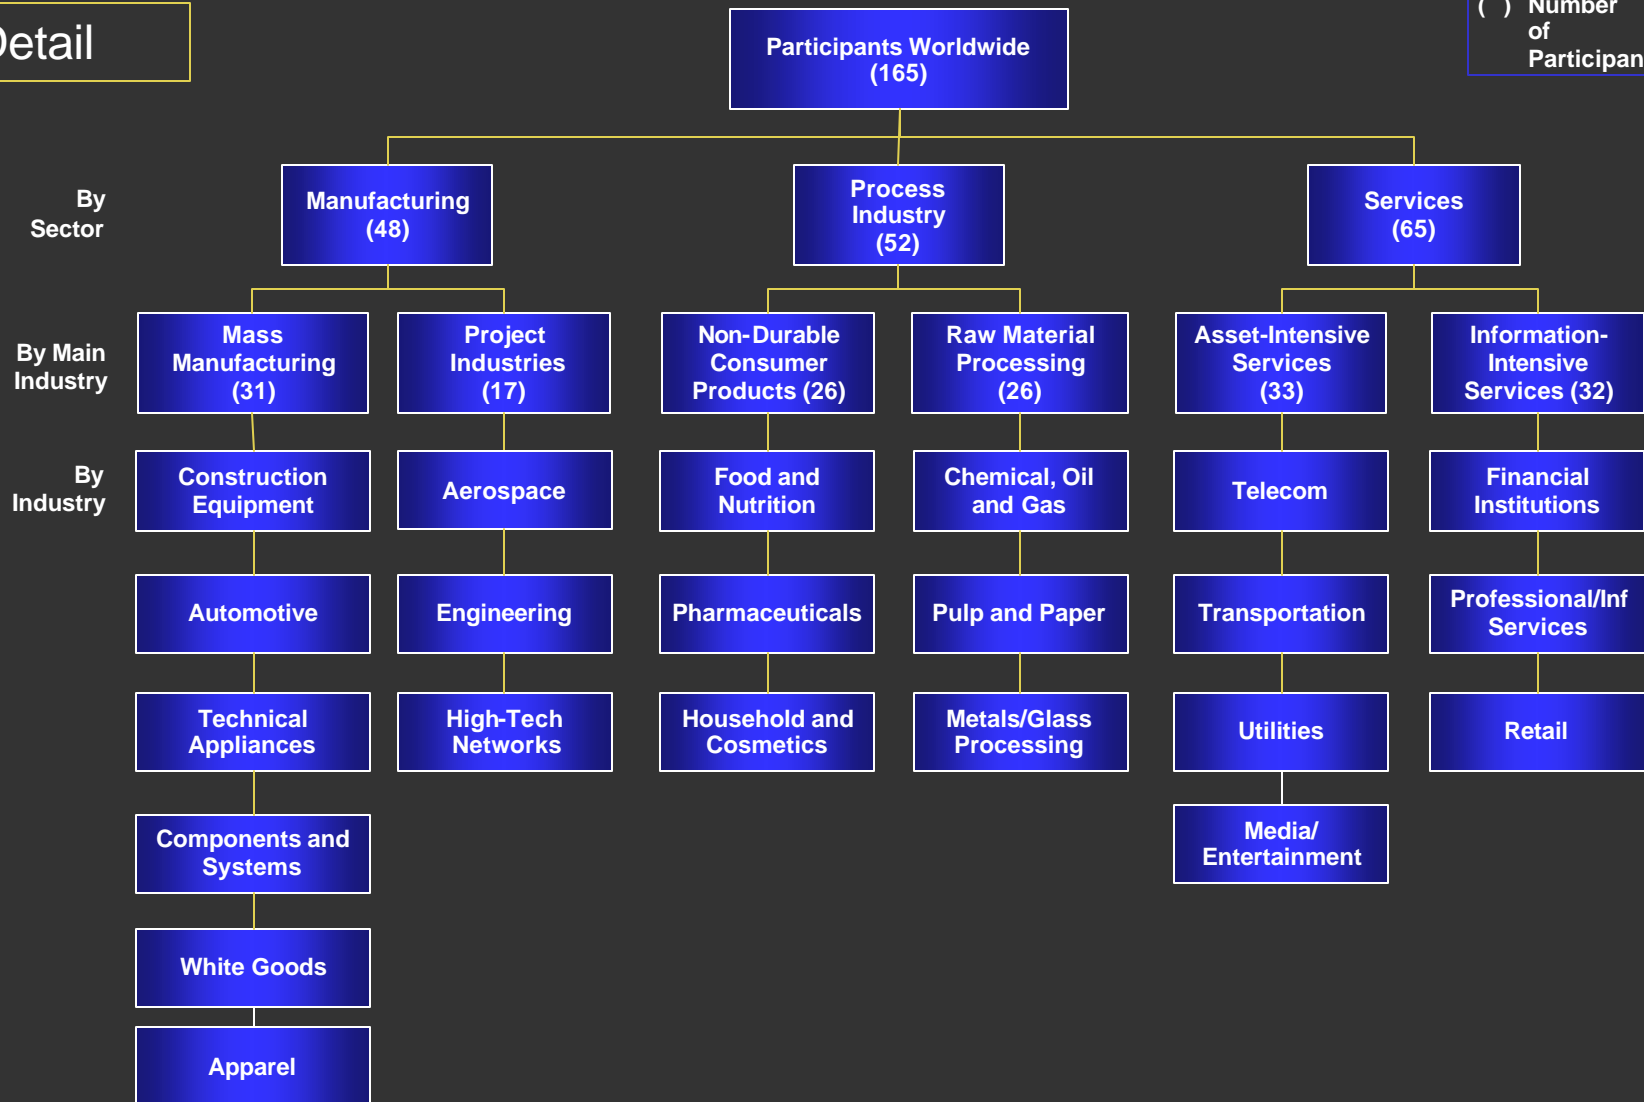 Detail
( ) Number
of
Participan
Participants Worldwide
(165)
By
Sector
Manufacturing
(48)
Process
Industry
(52)
Services
(65)
By Main
Industry
Mass
Manufacturing
(31)
Project
Industries
(17)
Non-Durable
Consumer
Products (26)
Raw Material
Processing
(26)
Asset-Intensive
Services
(33)
Information-
Intensive
Services (32)
By
Industry
Construction
Equipment
Aerospace
Food and
Nutrition
Chemical, Oil
and Gas
Telecom
Financial
Institutions
Automotive
Engineering
Pharmaceuticals
Pulp and Paper
Transportation
Professional/Inf
Services
Technical
Appliances
High-Tech
Networks
Household and
Cosmetics
Metals/Glass
Processing
Utilities
Retail
Components and
Systems
Media/
Entertainment
White Goods
Apparel